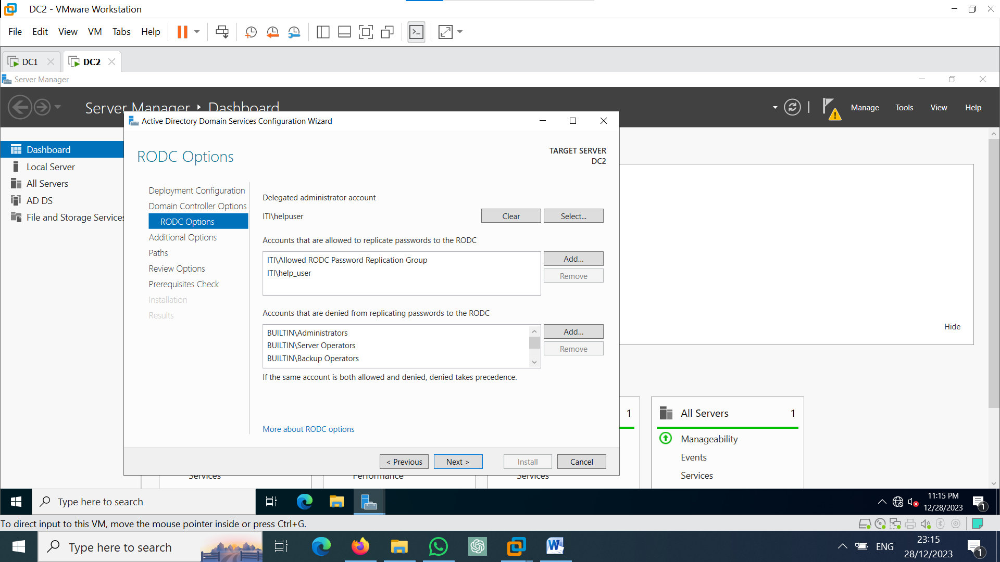 DC2 - VMware Workstation
File Edit View VM Tabs Help
DC1
DC2
Server Manager
Server Manager Dashboard
Manage Tools View Help
Active Directory Domain Services Configuration Wizard
Dashboard
Local Server
All Servers
AD DS
File and Storage Services
RODC Options
TARGET SERVER
DC2
Deployment Configuration
Domain Controller Options
RODC Options
Additional Options
Paths
Review Options
Prerequisites Check
Installation
Results
Delegated administrator account
ITI\helpuser
Clear
Select...
Accounts that are allowed to replicate passwords to the RODC
ITI\Allowed RODC Password Replication Group
ITI\help_user
Add...
Remove
Accounts that are denied from replicating passwords to the RODC
BUILTIN\Administrators
BUILTIN\Server Operators
BUILTIN\Backup Operators
Add...
Remove
If the same account is both allowed and denied, denied takes precedence.
More about RODC options
< Previous
Next >
Install
Cancel
Hide
1
All Servers 1
Manageability
Events
Services
Services
Performance
Services
Type here to search
11:15 PM
12/28/2023
1
To direct input to this VM, move the mouse pointer inside or press Ctrl+G.
Type here to search
ENG
23:15
28/12/2023
1